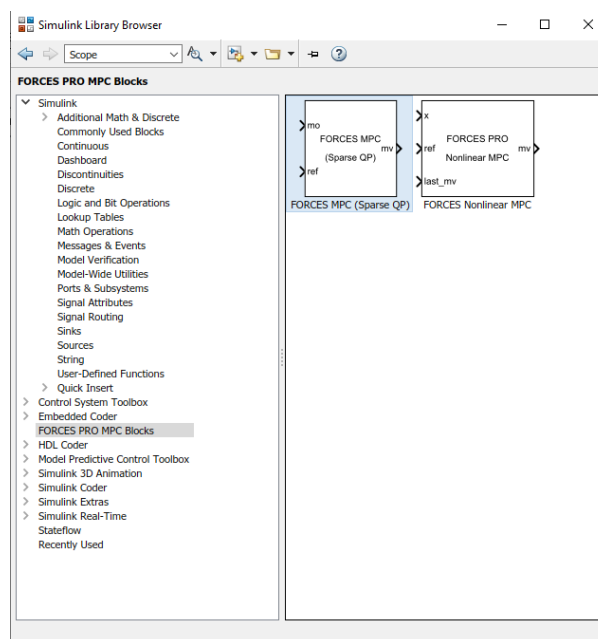 Simulink Library Browser
Scope
FORCES PRO MPC Blocks
Simulink
Additional Math & Discrete
Commonly Used Blocks
Continuous
Dashboard
Discontinuities
Discrete
Logic and Bit Operations
Lookup Tables
Math Operations
Messages & Events
Model Verification
Model-Wide Utilities
Ports & Subsystems
Signal Attributes
Signal Routing
Sinks
Sources
String
User-Defined Functions
Quick Insert
Control System Toolbox
Embedded Coder
FORCES PRO MPC Blocks
HDL Coder
Model Predictive Control Toolbox
Simulink 3D Animation
Simulink Coder
Simulink Extras
Simulink Real-Time
Stateflow
Recently Used
mo
FORCES MPC
mv
(Sparse QP)
ref
FORCES MPC (Sparse QP)
x
FORCES PRO
ref
mv
Nonlinear MPC
last_mv
FORCES Nonlinear MPC